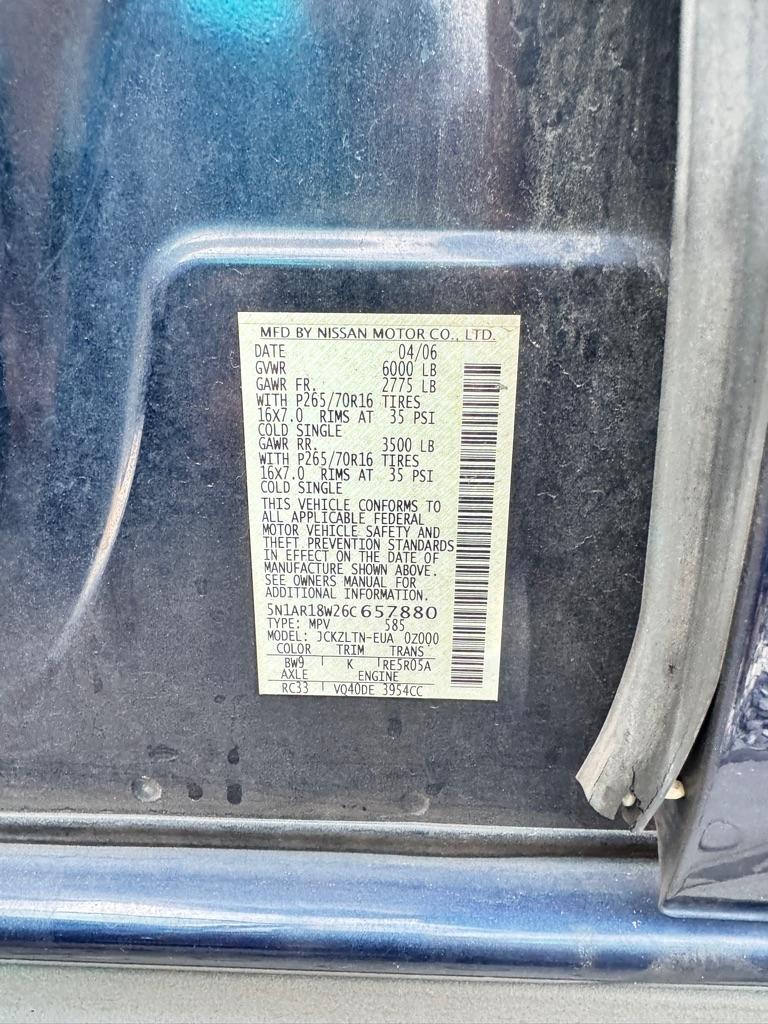 MFD BY NISSAN MOTOR CO., LTD.
DATE 04/06
GVWR 6000 LB
GAWR FR. 2775 LB
WITH P265/70R16 TIRES
16X7.0 RIMS AT 35 PSI
COLD SINGLE
GAWR RR. 3500 LB
WITH P265/70R16 TIRES
16X7.0 RIMS AT 35 PSI
COLD SINGLE
THIS VEHICLE CONFORMS TO
ALL APPLICABLE FEDERAL
MOTOR VEHICLE SAFETY AND
THEFT PREVENTION STANDARDS
IN EFFECT ON THE DATE OF
MANUFACTURE SHOWN ABOVE.
SEE OWNERS MANUAL FOR
ADDITIONAL INFORMATION.
5N1AR18W26C657880
TYPE: MPV 585
MODEL: JCKZLTN-EUA 0Z000
COLOR TRIM TRANS
BW9 K RE5R05A
AXLE ENGINE
RC33 VQ40DE 3954CC